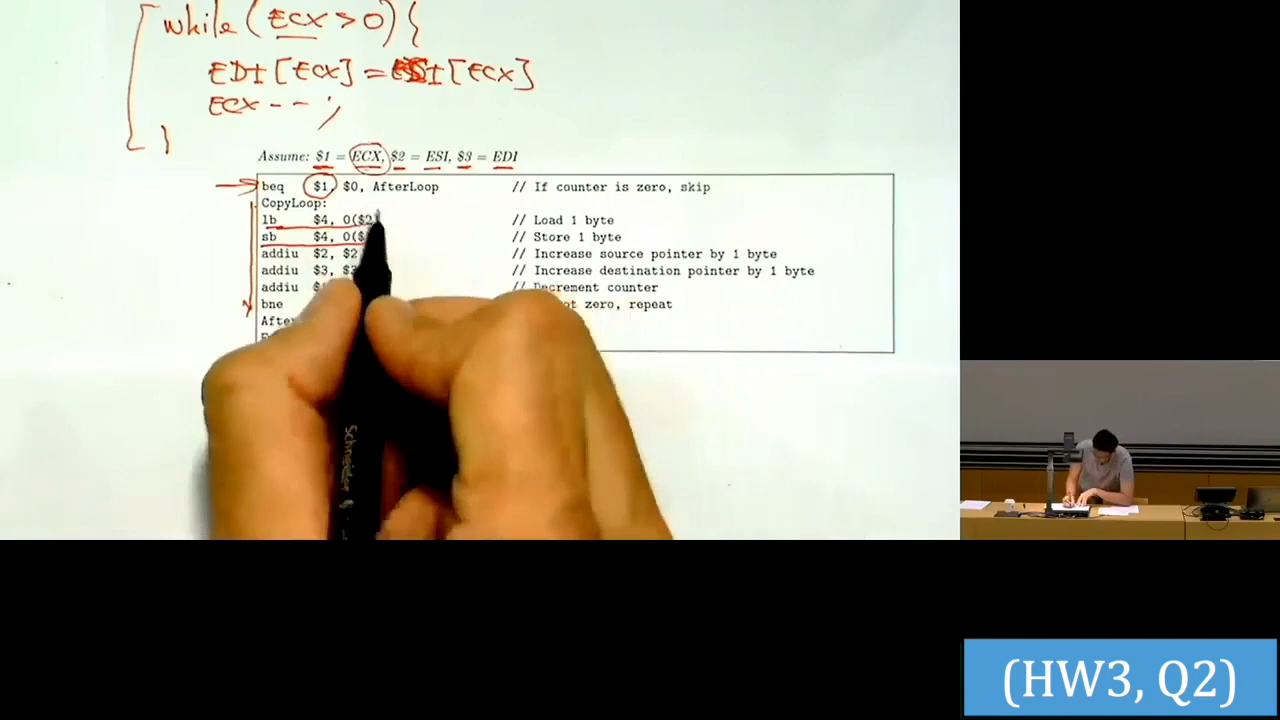 while (ECX > 0) {
EDI [ECX] = ESI [ECX]
ECX -- ;
}
Assume: $1 = ECX, $2 = ESI, $3 = EDI
beq $1, $0, AfterLoop // If counter is zero, skip
CopyLoop:
lb $4, 0($2 // Load 1 byte
sb $4, 0($ // Store 1 byte
addiu $2, $2 // Increase source pointer by 1 byte
addiu $3, // Increase destination pointer by 1 byte
addiu // Decrement counter
bne zero, repeat
(HW3, Q2)
Schneider